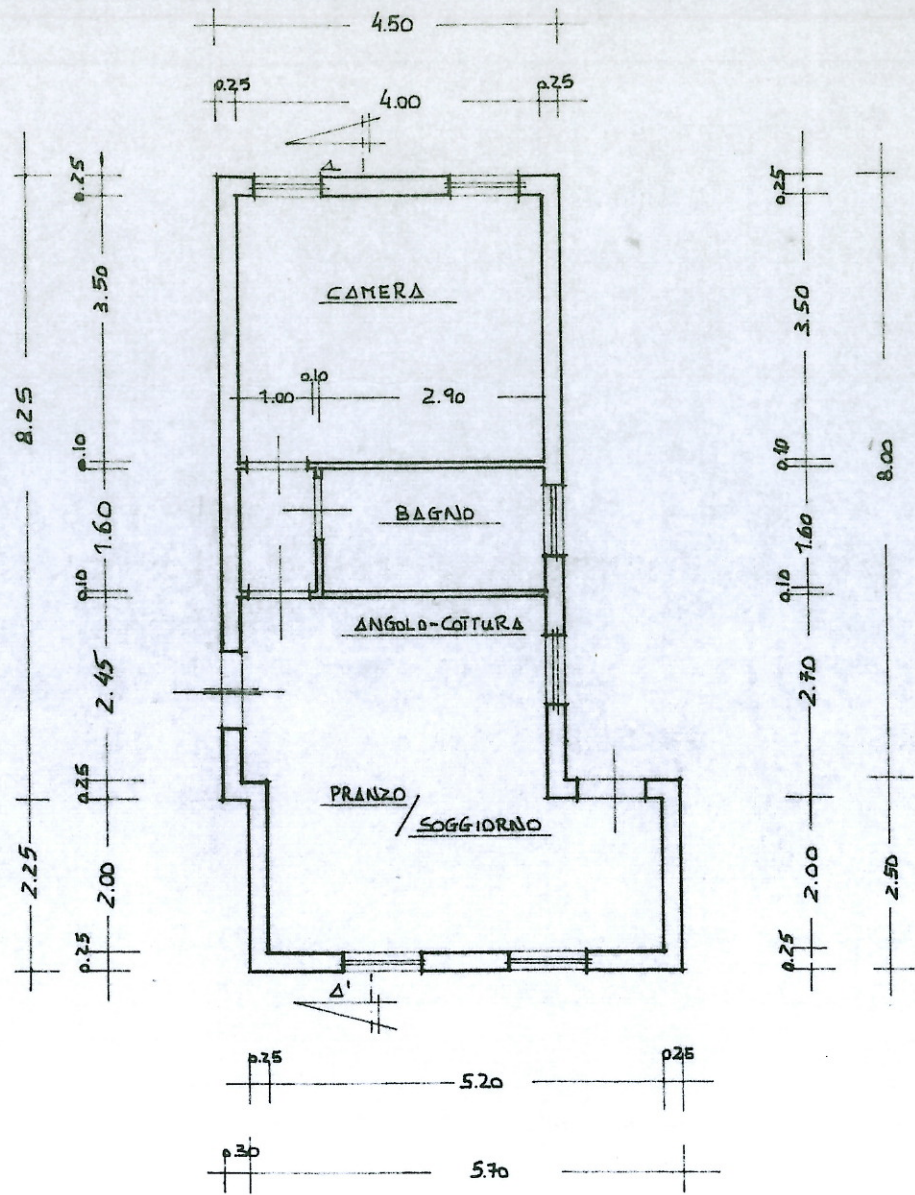 4.50
0.25 4.00 0.25
A
0.25 3.50 0.10 1.60 0.10 2.45 0.25 2.00 0.25
8.25 2.25
CAMERA
1.00 0.10 2.90
BAGNO
ANGOLO-COTTURA
PRANZO/
SOGGIORNO
0.25 3.50 0.10 1.60 0.10 2.70 2.00 0.25
8.00 2.50
A'
0.25 5.20 0.25
0.30 5.70